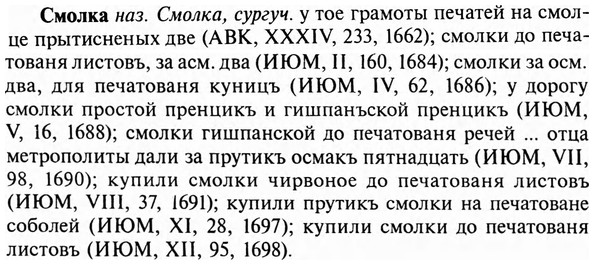 Смолка наз. Смолка, сургуч. у тое грамоты печатей на смол-
це прытисненых две (АВК, XXXIV, 233, 1662); смолки до печа-
тованя листовъ, за асм. два (ИЮМ, II, 160, 1684); смолки за осм.
два, для печатованя куницъ (ИЮМ, IV, 62, 1686); у дорогу
смолки простой пренцикъ и гишпанъской пренцикъ (ИЮМ,
V, 16, 1688); смолки гишпанской до печатованя речей ... отца
метрополиты дали за прутикъ осмакъ пятнадцать (ИЮМ, VII,
98, 1690); купили смолки чирвоное до печатованя листовъ
(ИЮМ, VIII, 37, 1691); купили прутикъ смолки на печатоване
соболей (ИЮМ, XI, 28, 1697); купили смолки до печатованя
листовъ (ИЮМ, XII, 95, 1698).